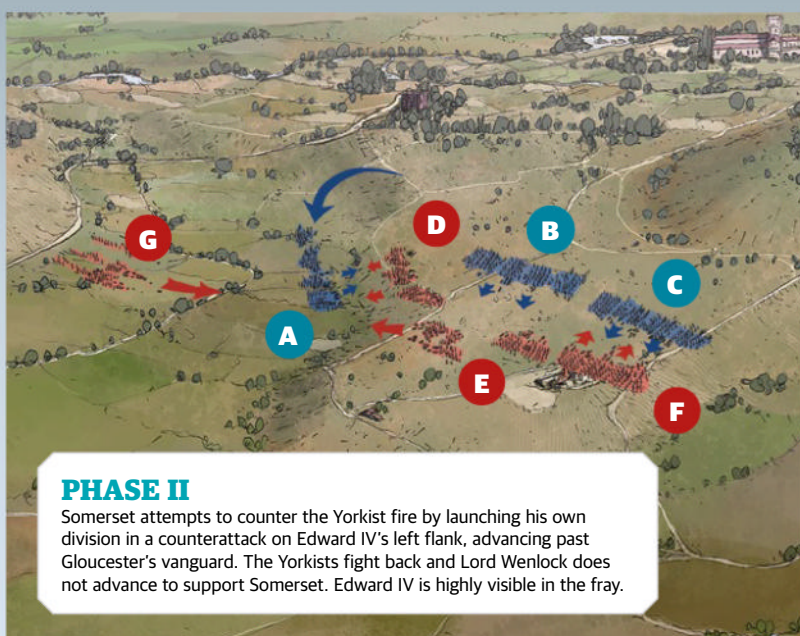 G
D
B
C
A
E
F
PHASE II
Somerset attempts to counter the Yorkist fire by launching his own
division in a counterattack on Edward IV's left flank, advancing past
Gloucester's vanguard. The Yorkists fight back and Lord Wenlock does
not advance to support Somerset. Edward IV is highly visible in the fray.